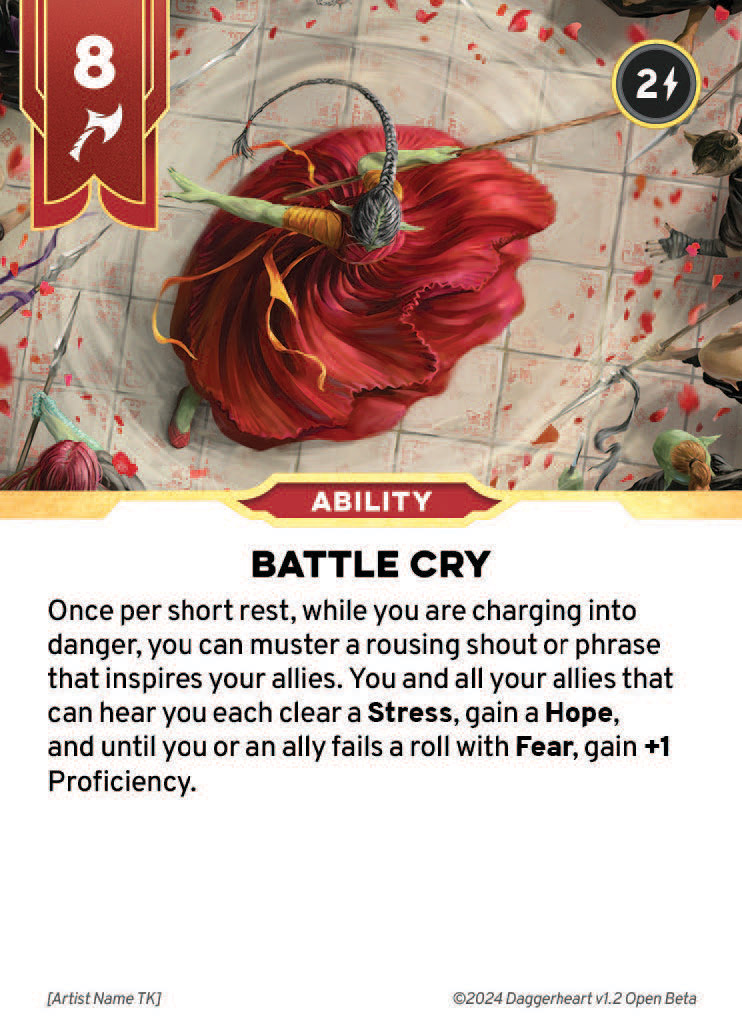 8
2
ABILITY
BATTLE CRY
Once per short rest, while you are charging into
danger, you can muster a rousing shout or phrase
that inspires your allies. You and all your allies that
can hear you each clear a Stress, gain a Hope,
and until you or an ally fails a roll with Fear, gain +1
Proficiency.
[Artist Name TK]
©2024 Daggerheart v1.2 Open Beta